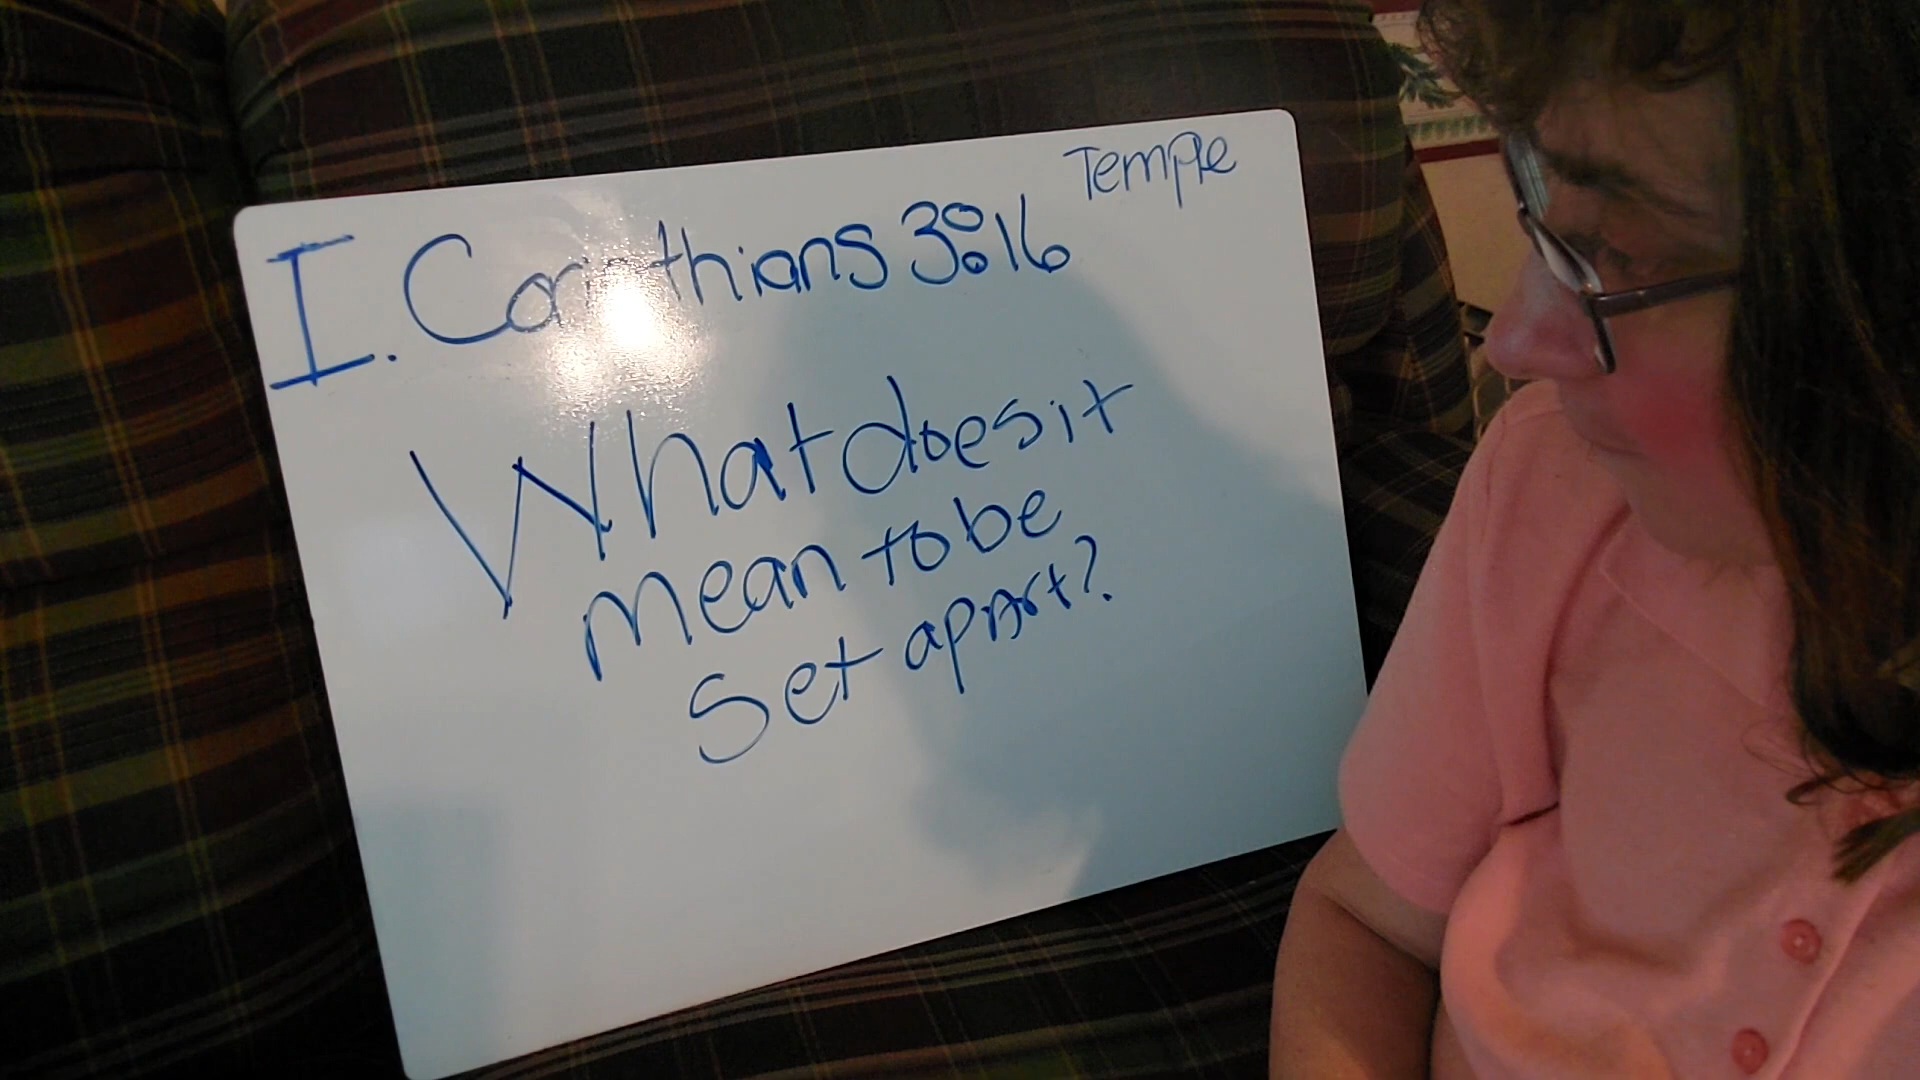 Temple
I. Corinthians 3:16
What does it
mean to be
Set apart?